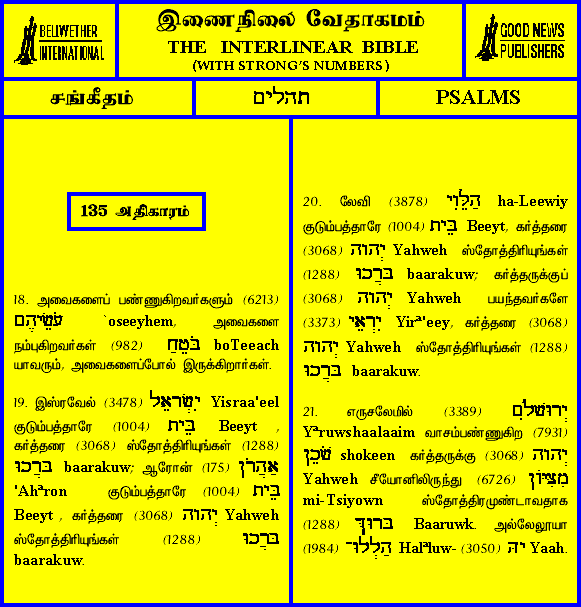 BELLWETHER
INTERNATIONAL
இணைநிலை வேதாகமம்
THE INTERLINEAR BIBLE
(WITH STRONG'S NUMBERS)
GOOD NEWS
PUBLISHERS
சங்கீதம்
תהלים
PSALMS
135 அதிகாரம்
18. அவைகளைப் பண்ணுகிறவர்களும் (6213)
עֹשֵׂיהֶם `oseeyhem, அவைகளை
நம்புகிறவர்கள் (982) בֹּטֵחַ boTeeach
யாவரும், அவைகளைப்போல் இருக்கிறார்கள்.
19. இஸ்ரவேல் (3478) יִשְׂרָאֵל Yisraa'eel
குடும்பத்தாரே (1004) בֵּית Beeyt ,
கர்த்தரை (3068) ஸ்தோத்திரியுங்கள் (1288)
בָּרֲכוּ baarakuw; ஆரோன் (175) אַהֲרֹן
'Ahᵃron குடும்பத்தாரே (1004) בֵּית
Beeyt , கர்த்தரை (3068) יְהוָה Yahweh
ஸ்தோத்திரியுங்கள் (1288) בָּרֲכוּ
baarakuw.
20. லேவி (3878) הַלֵּוִי ha-Leewiy
குடும்பத்தாரே (1004) בֵּית Beeyt, கர்த்தரை
(3068) יְהוָה Yahweh ஸ்தோத்திரியுங்கள்
(1288) בָּרֲכוּ baarakuw; கர்த்தருக்குப்
(3068) יְהוָה Yahweh பயந்தவர்களே
(3373) יִרְאֵי Yirᵃ'eey, கர்த்தரை (3068)
יְהוָה Yahweh ஸ்தோத்திரியுங்கள் (1288)
בָּרֲכוּ baarakuw.
21. எருசலேமில் (3389) יְרוּשָׁלִָם
Yᵃruwshaalaaim வாசம்பண்ணுகிற (7931)
שֹׁכֵן shokeen கர்த்தருக்கு (3068) יְהוָה
Yahweh சீயோனிலிருந்து (6726) מִצִּיּוֹן
mi-Tsiyown ஸ்தோத்திரமுண்டாவதாக
(1288) בָּרוּךְ Baaruwk. அல்லேலூயா
(1984) הַלְלוּ־ Halᵃluw- (3050) יָהּ Yaah.